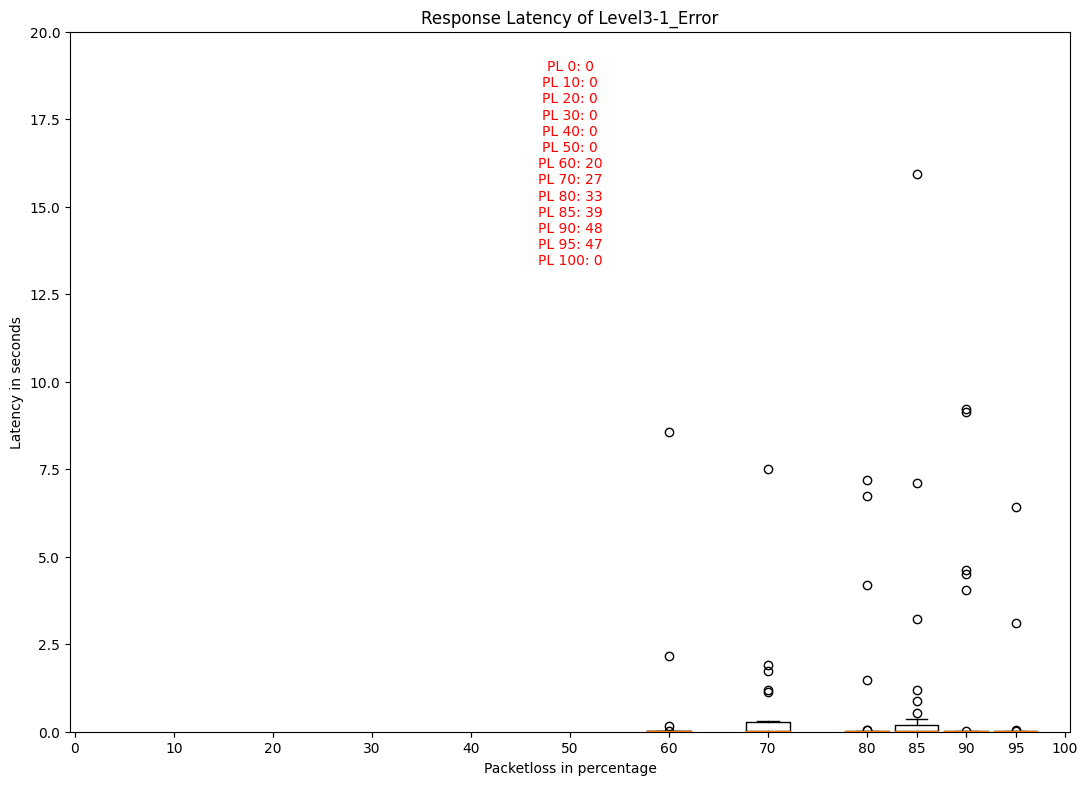 Response Latency of Level3-1_Error
20.0
17.5
15.0
12.5
10.0
7.5
5.0
2.5
0.0
Latency in seconds
PL 0: 0
PL 10: 0
PL 20: 0
PL 30: 0
PL 40: 0
PL 50: 0
PL 60: 20
PL 70: 27
PL 80: 33
PL 85: 39
PL 90: 48
PL 95: 47
PL 100: 0
0 10 20 30 40 50 60 70 80 85 90 95 100
Packetloss in percentage